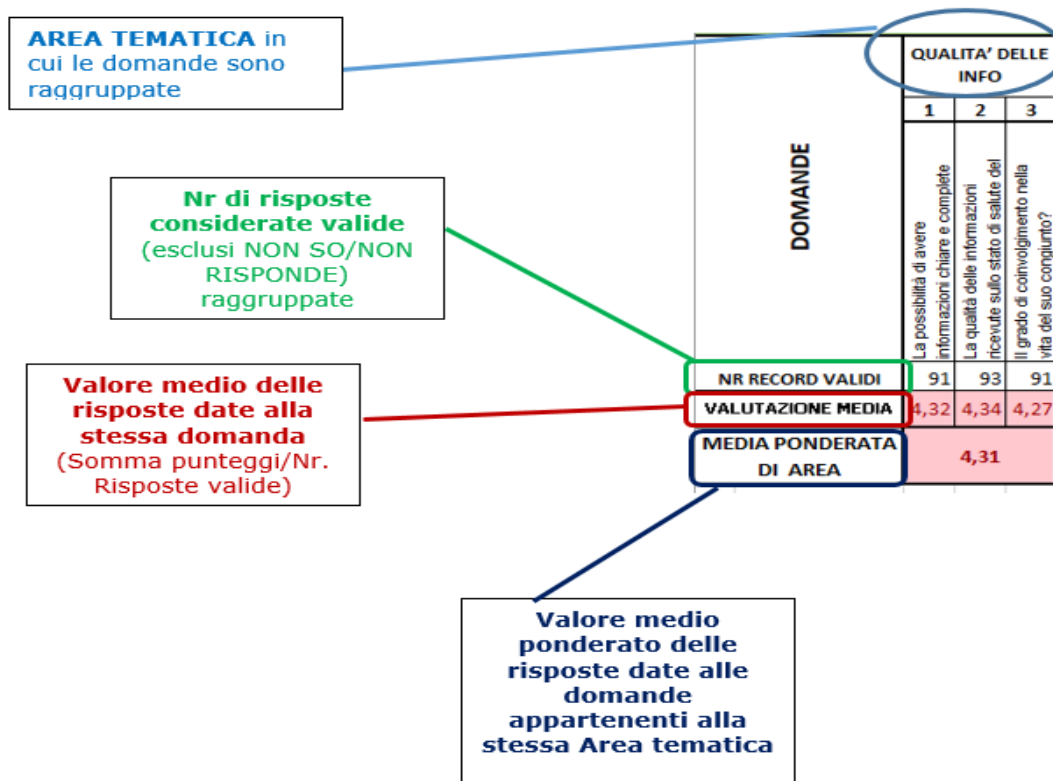 AREA TEMATICA in
cui le domande sono
raggruppate
QUALITA' DELLE
INFO
1 2 3
DOMANDE
La possibilità di avere
informazioni chiare e complete
La qualità delle informazioni
ricevute sullo stato di salute del
Il grado di coinvolgimento nella
vita del suo congiunto?
Nr di risposte
considerate valide
(esclusi NON SO/NON
RISPONDE)
raggruppate
NR RECORD VALIDI 91 93 91
Valore medio delle
risposte date alla
stessa domanda
(Somma punteggi/Nr.
Risposte valide)
VALUTAZIONE MEDIA 4,32 4,34 4,27
MEDIA PONDERATA
DI AREA
4,31
Valore medio
ponderato delle
risposte date alle
domande
appartenenti alla
stessa Area tematica